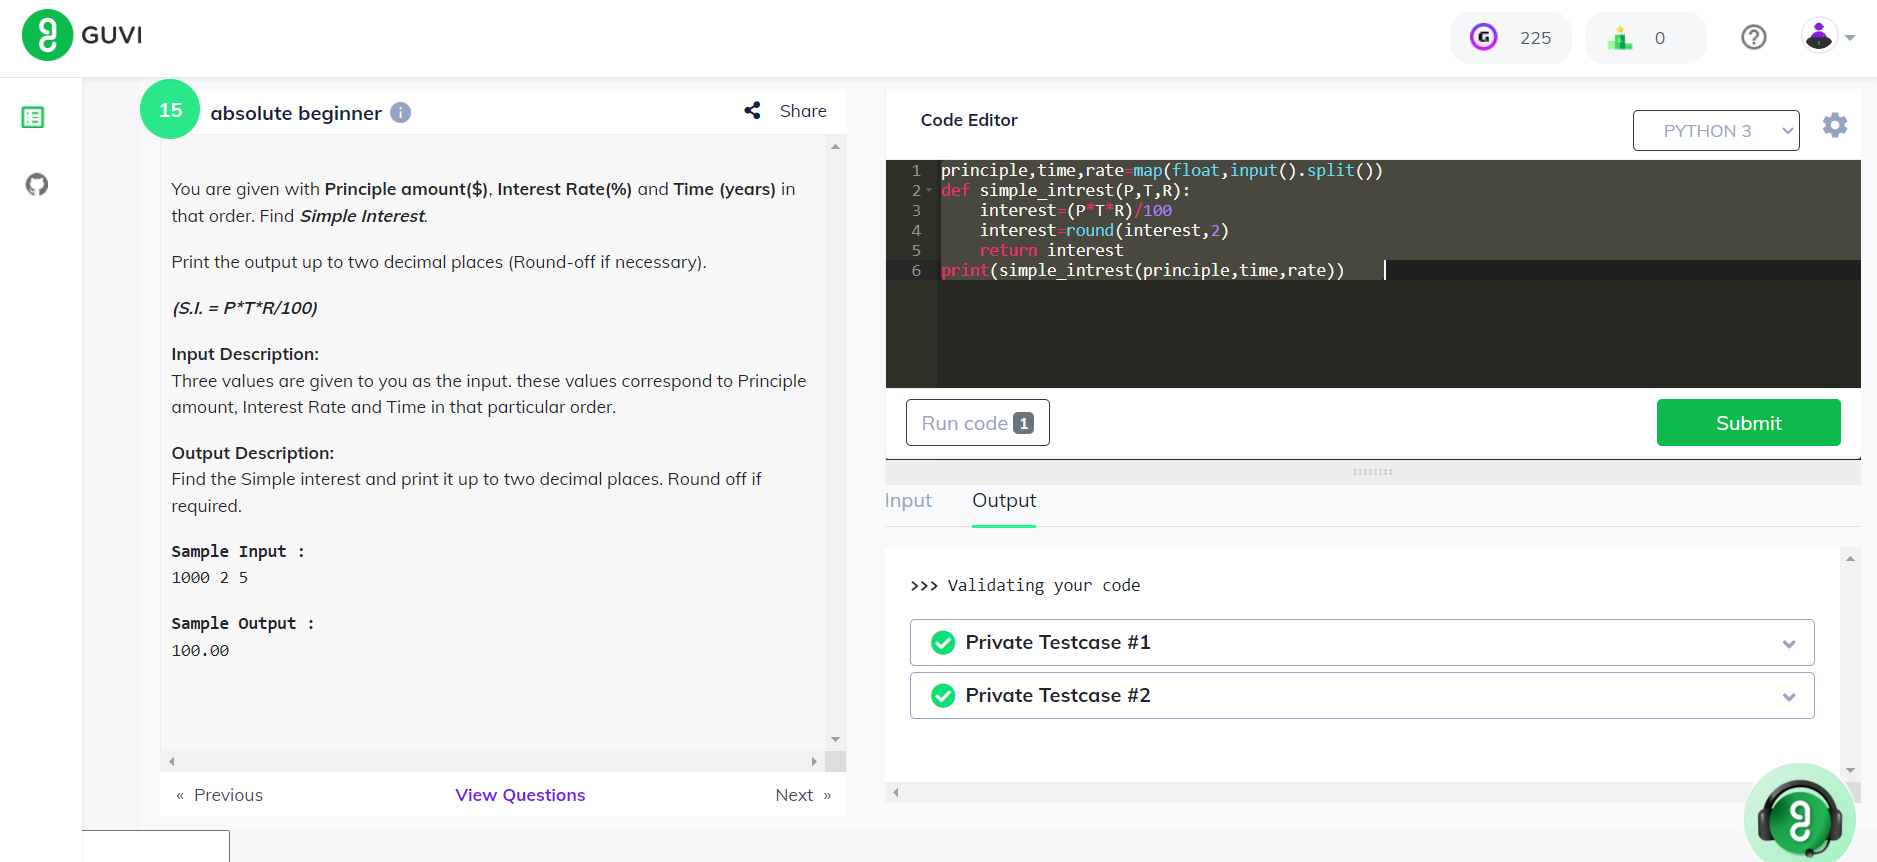 GUVI
225
0
15 absolute beginner
Share
You are given with Principle amount($), Interest Rate(%) and Time (years) in
that order. Find Simple Interest.
Print the output up to two decimal places (Round-off if necessary).
(S.I. = P*T*R/100)
Input Description:
Three values are given to you as the input. these values correspond to Principle
amount, Interest Rate and Time in that particular order.
Output Description:
Find the Simple interest and print it up to two decimal places. Round off if
required.
Sample Input :
1000 2 5
Sample Output :
100.00
« Previous
View Questions
Next »
Code Editor
PYTHON 3
1 principle,time,rate=map(float,input().split())
2 def simple_intrest(P,T,R):
3     interest=(P*T*R)/100
4     interest=round(interest,2)
5     return interest
6 print(simple_intrest(principle,time,rate))
Run code 1
Submit
Input
Output
>>> Validating your code
Private Testcase #1
Private Testcase #2